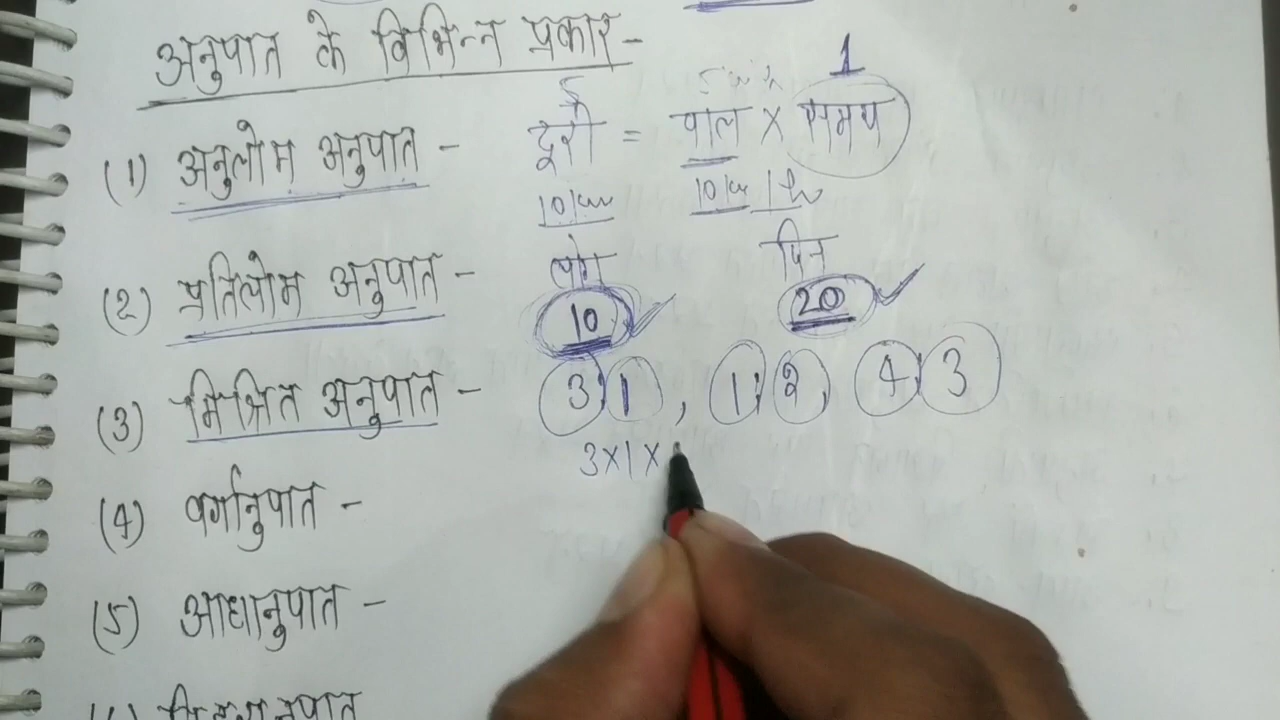 अनुपात के विभिन्न प्रकार -
1
(1) अनुलोम अनुपात - दूरी = चाल × समय
10 km 10 km / h
लोग दिन
(2) प्रतिलोम अनुपात - 10 20
(3) मिश्रित अनुपात - 3:1, 1:2, 4:3
3×1×
(4) वर्गानुपात -
(5) आधानुपात -